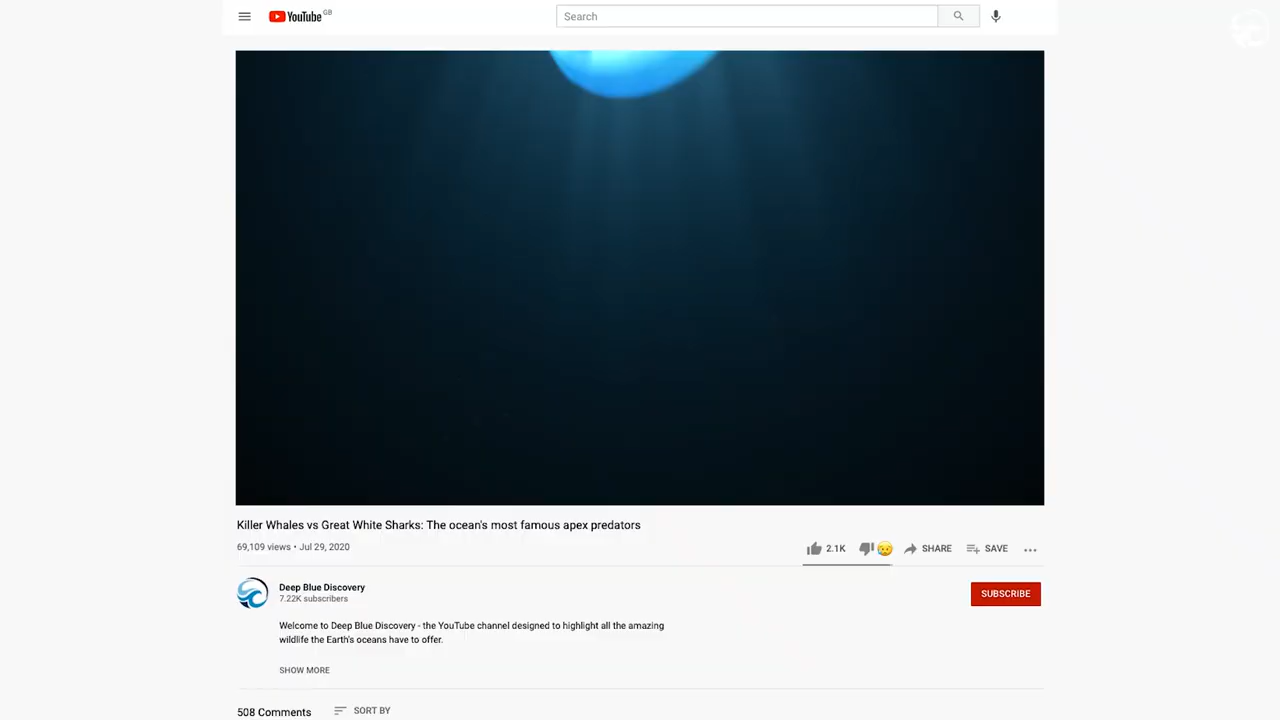 YouTube GB
Search
Killer Whales vs Great White Sharks: The ocean's most famous apex predators
69,109 views • Jul 29, 2020
2.1K
SHARE
SAVE
Deep Blue Discovery
7.22K subscribers
SUBSCRIBE
Welcome to Deep Blue Discovery - the YouTube channel designed to highlight all the amazing
wildlife the Earth's oceans have to offer.
SHOW MORE
508 Comments
SORT BY